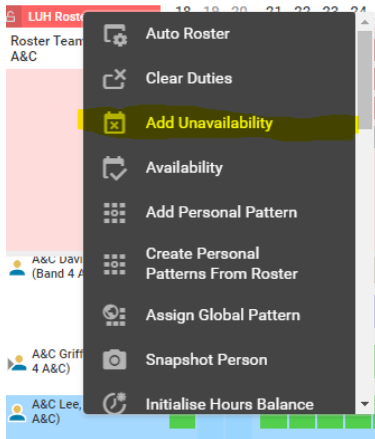 LUH Rost
18 19 20 21 22 23 24
Roster Team
A&C
Auto Roster
Clear Duties
Add Unavailability
Availability
Add Personal Pattern
Create Personal
Patterns From Roster
Assign Global Pattern
Snapshot Person
Initialise Hours Balance
A&C Davi
(Band 4 A
A&C Griff
4 A&C)
A&C Lee,
A&C)